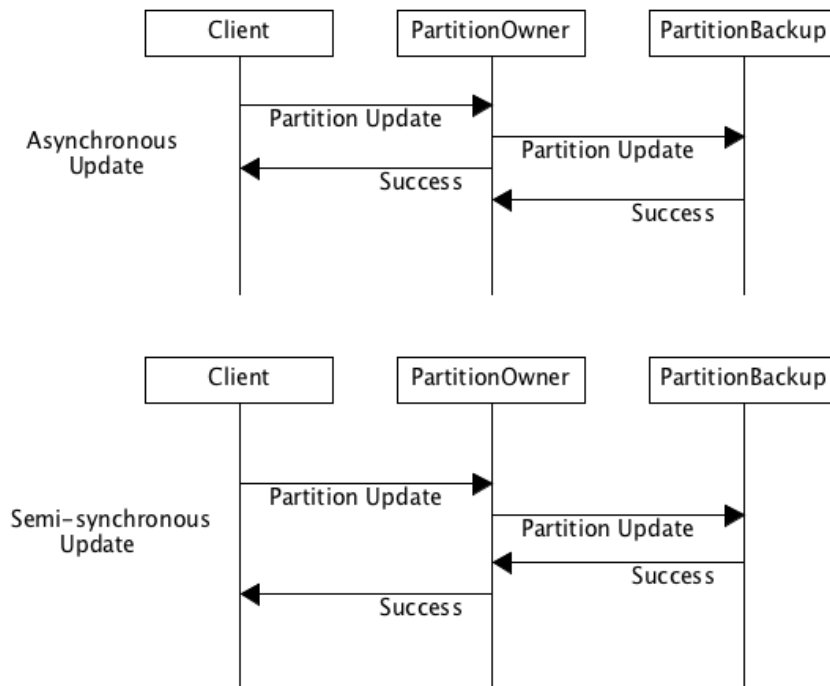 Client
PartitionOwner
PartitionBackup
Partition Update
Asynchronous
Update
Partition Update
Success
Success
Client
PartitionOwner
PartitionBackup
Partition Update
Semi-synchronous
Update
Partition Update
Success
Success